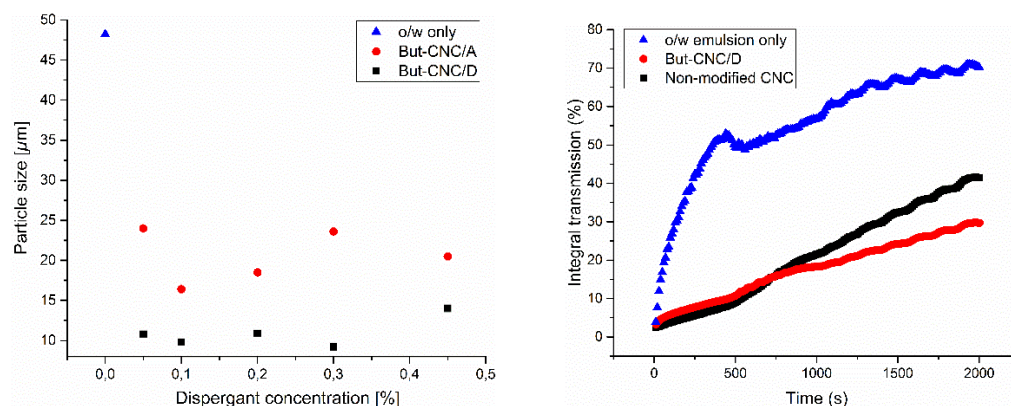 50
45
40
35
30
25
20
15
10
Particle size [µm]
o/w only
But-CNC/A
But-CNC/D
0,0 0,1 0,2 0,3 0,4 0,5
Dispergant concentration [%]
80
70
60
50
40
30
20
10
0
Integral transmission (%)
o/w emulsion only
But-CNC/D
Non-modified CNC
0 500 1000 1500 2000
Time (s)